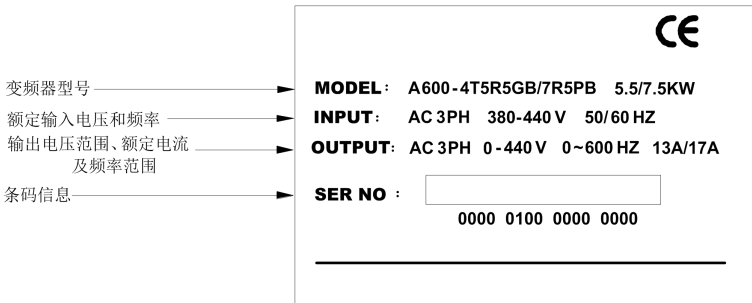 CE
变频器型号
MODEL： A600-4T5R5GB/7R5PB 5.5/7.5KW
额定输入电压和频率
INPUT： AC 3PH 380-440 V 50/60 HZ
输出电压范围、额定电流
及频率范围
OUTPUT： AC 3PH 0-440 V 0~600 HZ 13A/17A
条码信息
SER NO ：
0000 0100 0000 0000